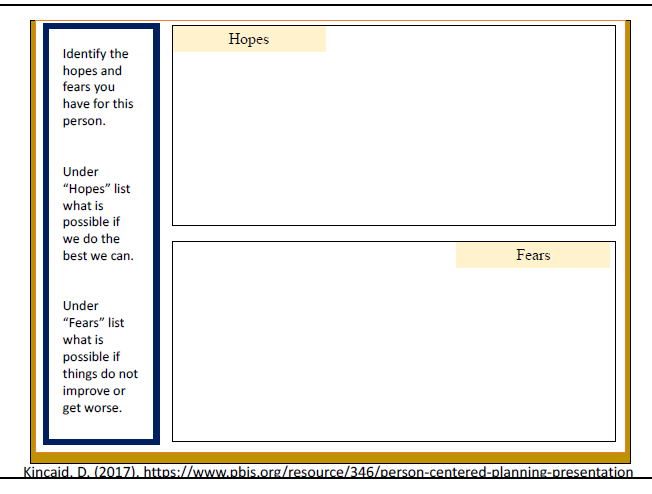 Identify the
hopes and
fears you
have for this
person.
Under
“Hopes” list
what is
possible if
we do the
best we can.
Under
“Fears” list
what is
possible if
things do not
improve or
get worse.
Hopes
Fears
Kincaid, D. (2017). https://www.pbis.org/resource/346/person-centered-planning-presentation